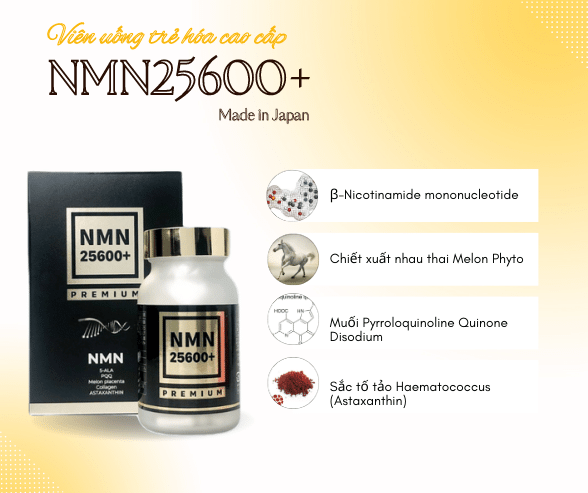 Viên uống trẻ hóa cao cấp
NMN25600+
Made in Japan
NMN
25600+
PREMIUM
NMN
5-ALA
PQQ
Melon placenta
Collagen
ASTAXANTHIN
NMN
25600+
PREMIUM
β-Nicotinamide mononucleotide
Chiết xuất nhau thai Melon Phyto
HOOC
Muối Pyrroloquinoline Quinone
Disodium
Sắc tố tảo Haematococcus
(Astaxanthin)